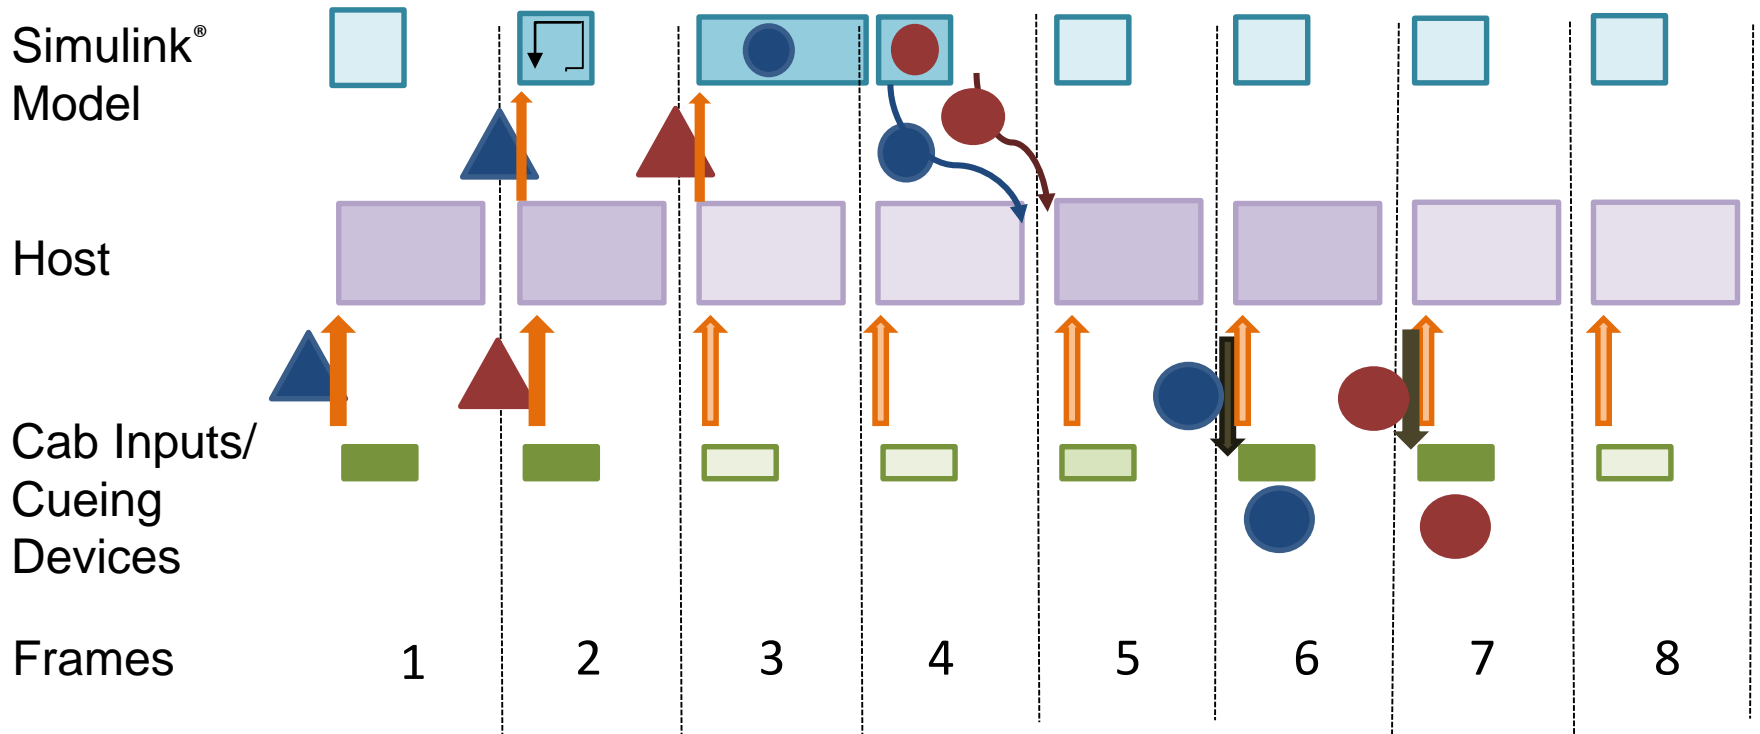 Simulink®
Model
Host
Cab Inputs/
Cueing
Devices
Frames 1 2 3 4 5 6 7 8